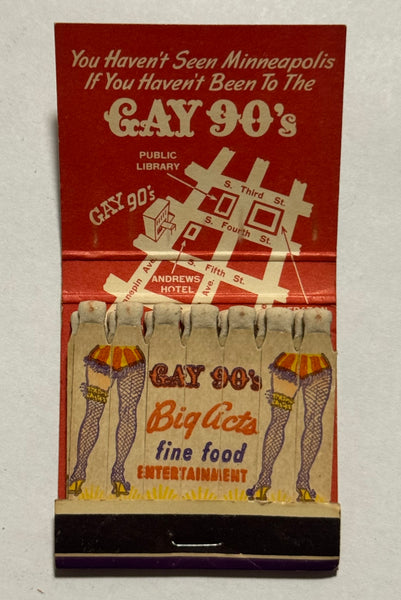 You Haven't Seen Minneapolis
If You Haven't Been To The
GAY 90's
PUBLIC
LIBRARY
S. Third St.
GAY 90's
S. Fourth St.
ANDREWS
HOTEL
S. Fifth St.
Ave.
Ave.
GAY 90's
Big Acts
fine food
ENTERTAINMENT